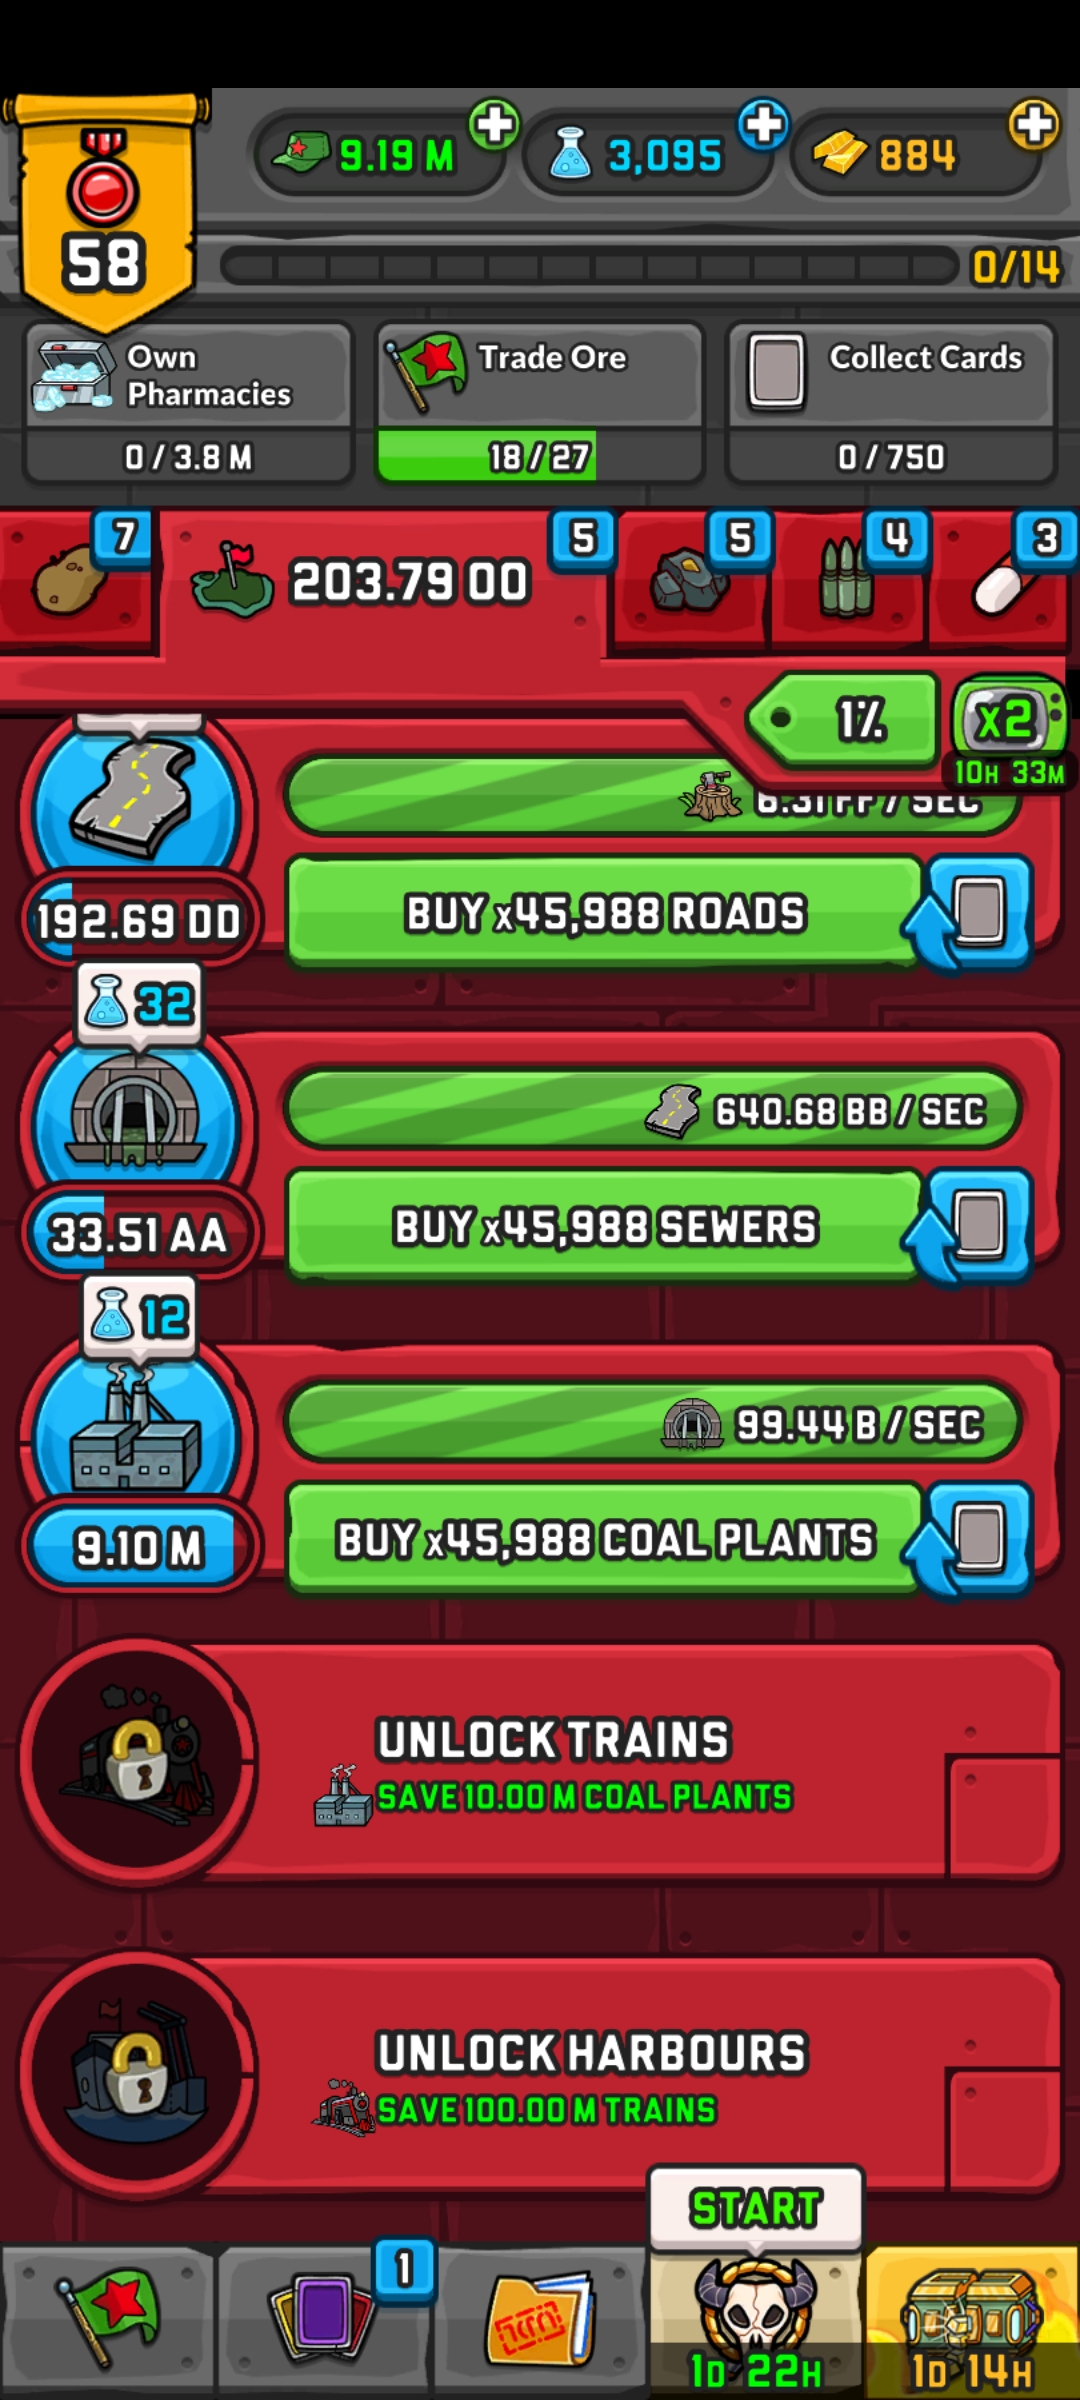 9.19 M
3,095
884
58
0/14
Own
Pharmacies
0 / 3.8 M
Trade Ore
18 / 27
Collect Cards
0 / 750
7
203.79 OO
5
5
4
3
1%
x2
10H 33M
6.31 FF / SEC
BUY x45,988 ROADS
192.69 DD
32
640.68 BB / SEC
BUY x45,988 SEWERS
33.51 AA
12
99.44 B / SEC
BUY x45,988 COAL PLANTS
9.10 M
UNLOCK TRAINS
SAVE 10.00 M COAL PLANTS
UNLOCK HARBOURS
SAVE 100.00 M TRAINS
START
1
1D 22H
1D 14H